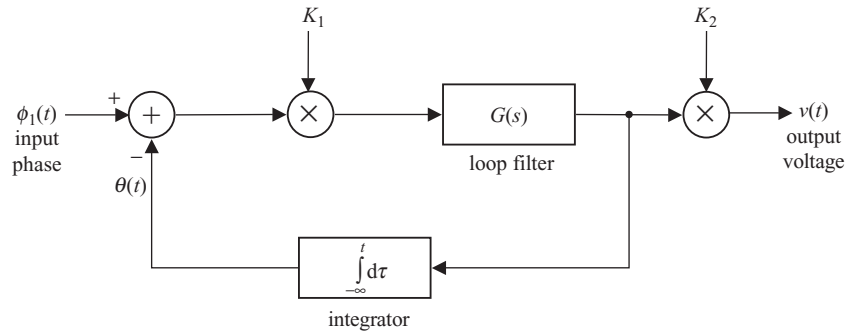 K₁
K₂
ϕ₁(t)
input
phase
+
+
−
θ(t)
×
G(s)
loop filter
×
v(t)
output
voltage
∫_{−∞}^{t} dτ
integrator